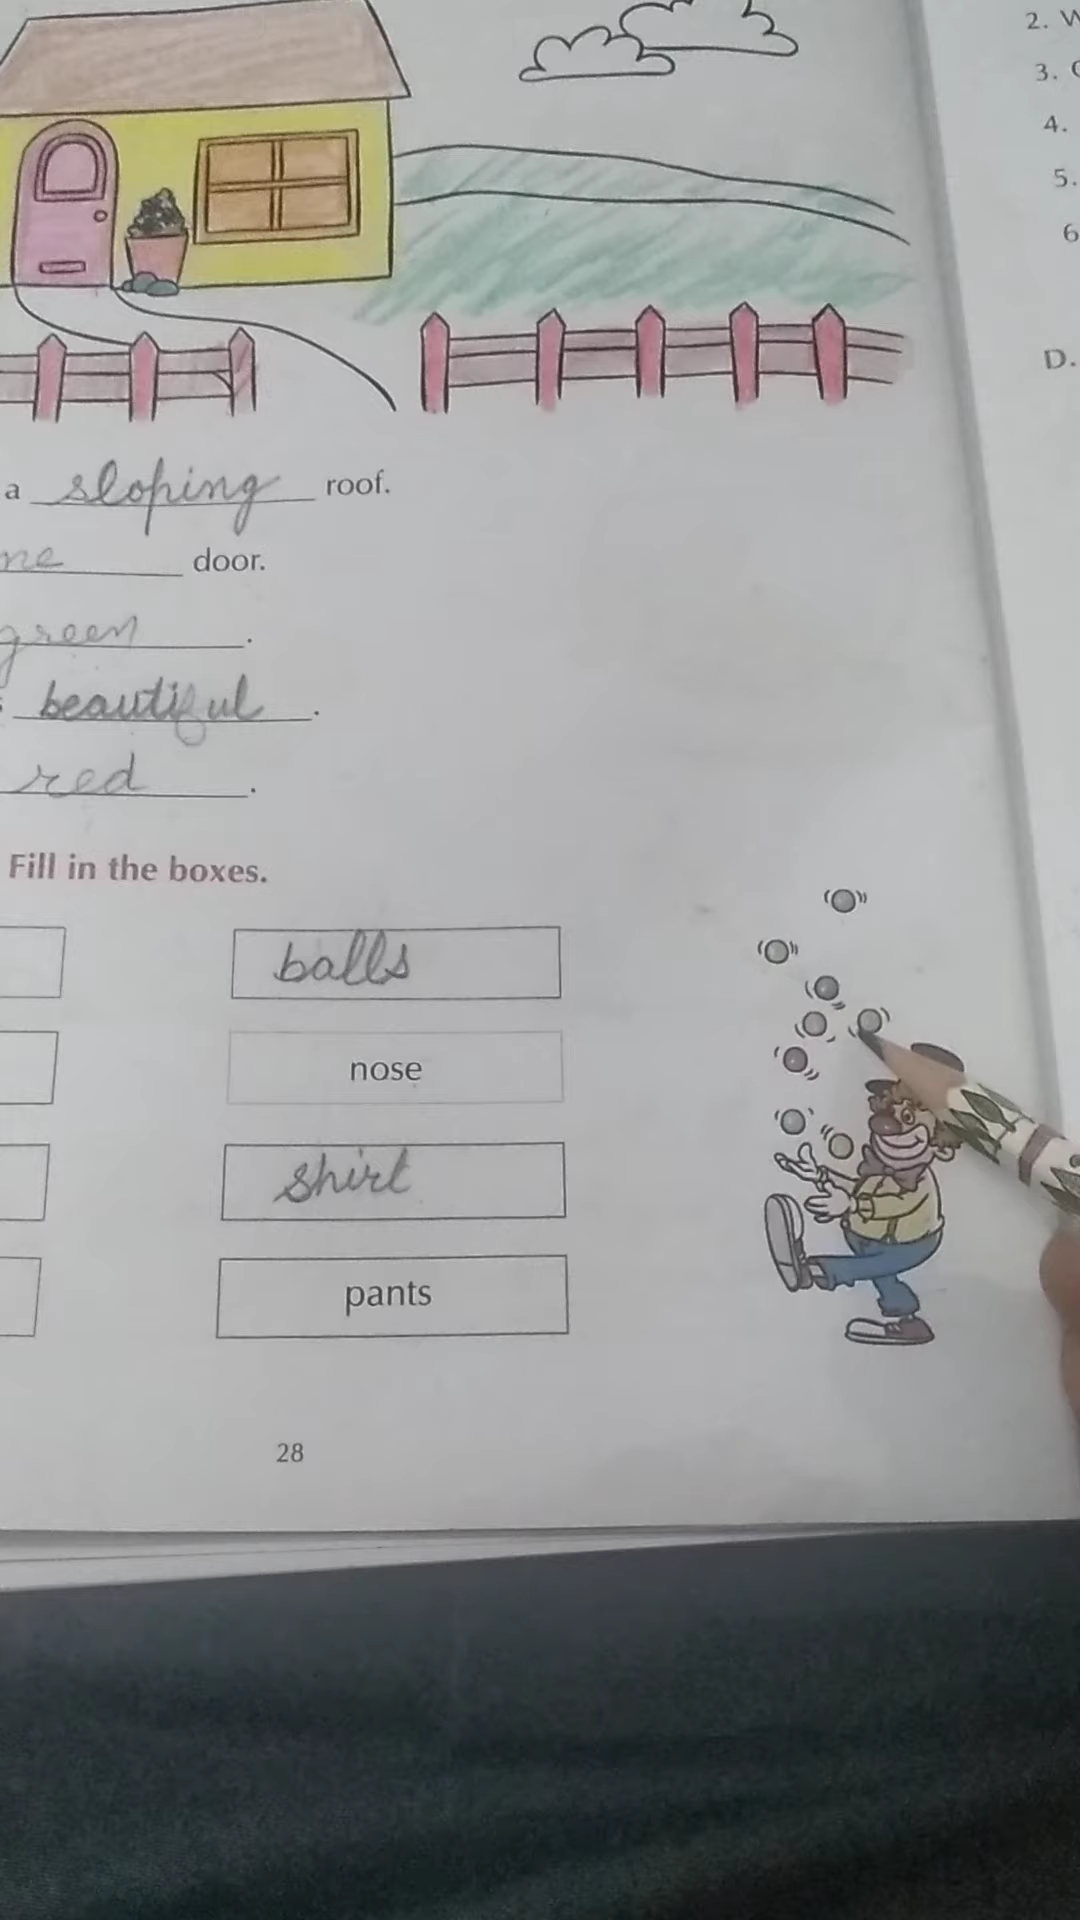 2. W
3.
4.
5.
6
D.
a sloping roof.
ne door.
green.
beautiful.
red.
Fill in the boxes.
balls
nose
shirt
pants
28